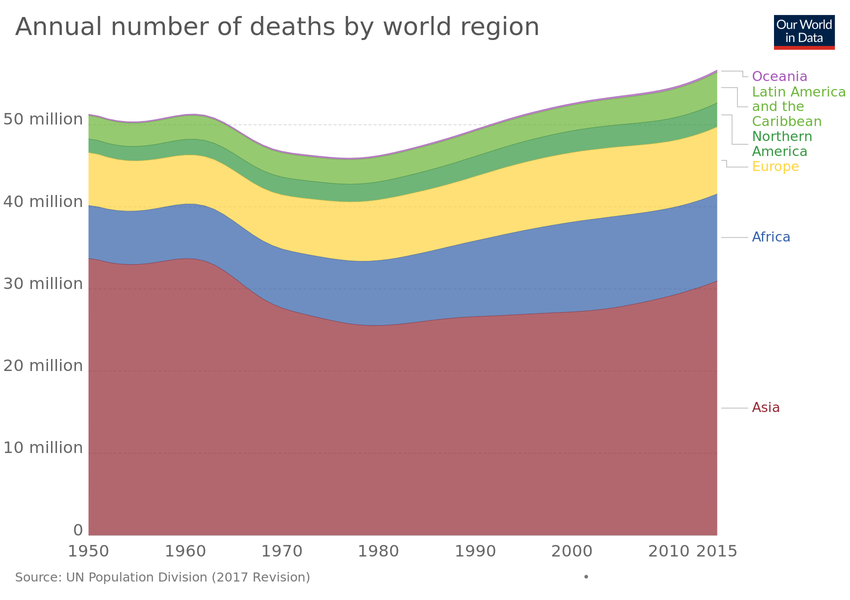 Annual number of deaths by world region
Our World
in Data
50 million
40 million
30 million
20 million
10 million
0
1950
1960
1970
1980
1990
2000
2010
2015
Oceania
Latin America
and the
Caribbean
Northern
America
Europe
Africa
Asia
Source: UN Population Division (2017 Revision)